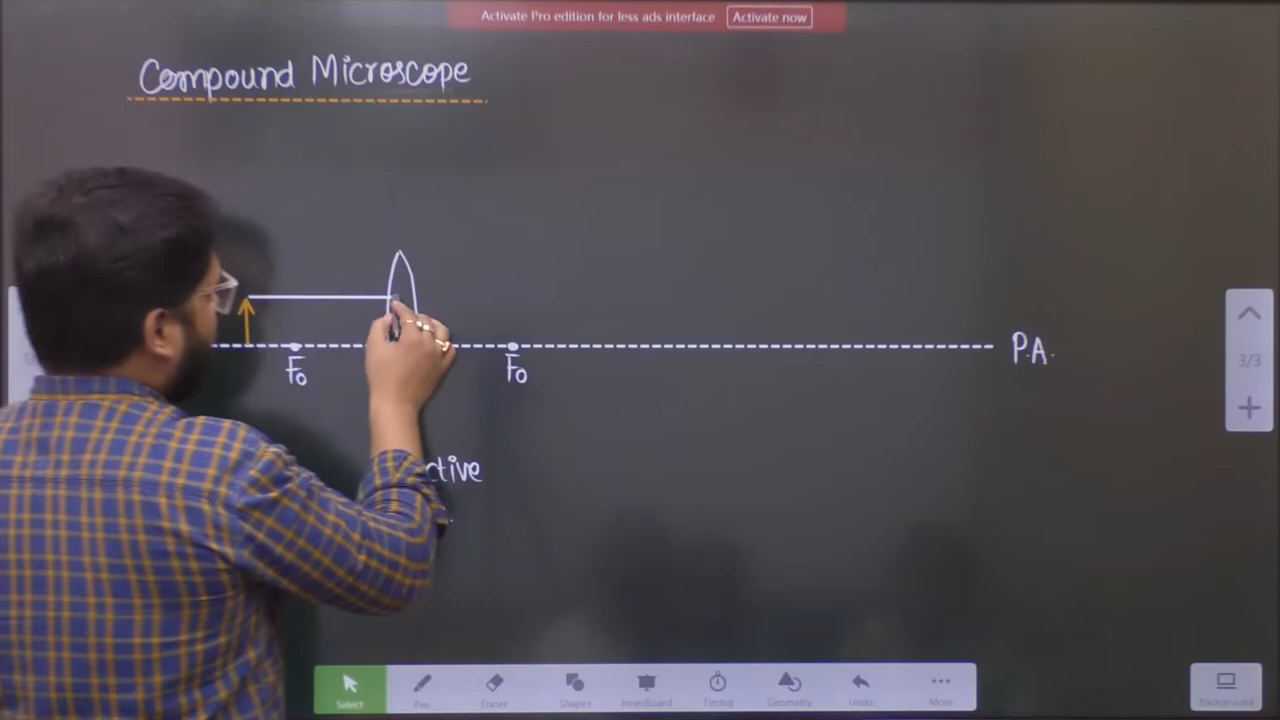 Activate Pro edition for less ads interface Activate now
Compound Microscope
Fo Fo P.A.
3/3
ctive
Select Pen Eraser Shapes InnerBoard Timing Geometry Undo More Background